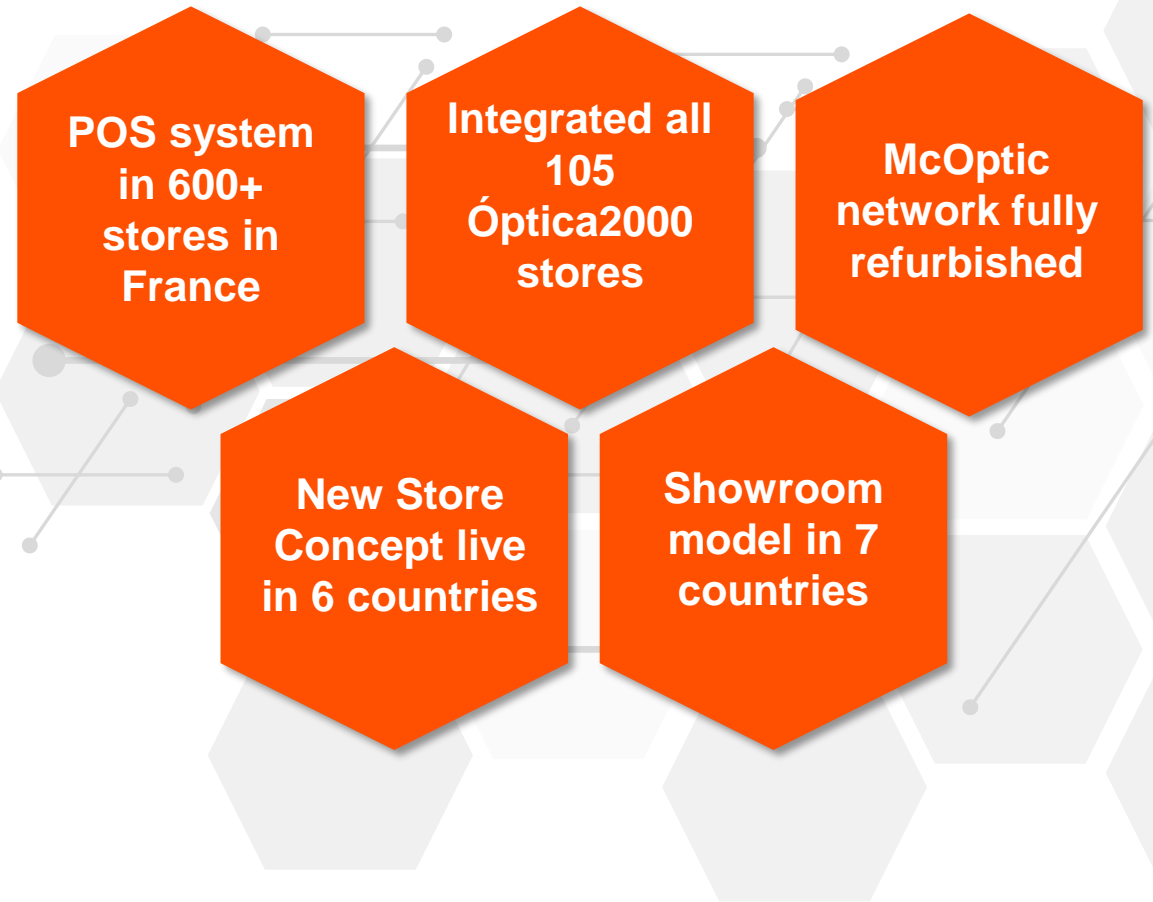 POS system
in 600+
stores in
France
Integrated all
105
Óptica2000
stores
McOptic
network fully
refurbished
New Store
Concept live
in 6 countries
Showroom
model in 7
countries